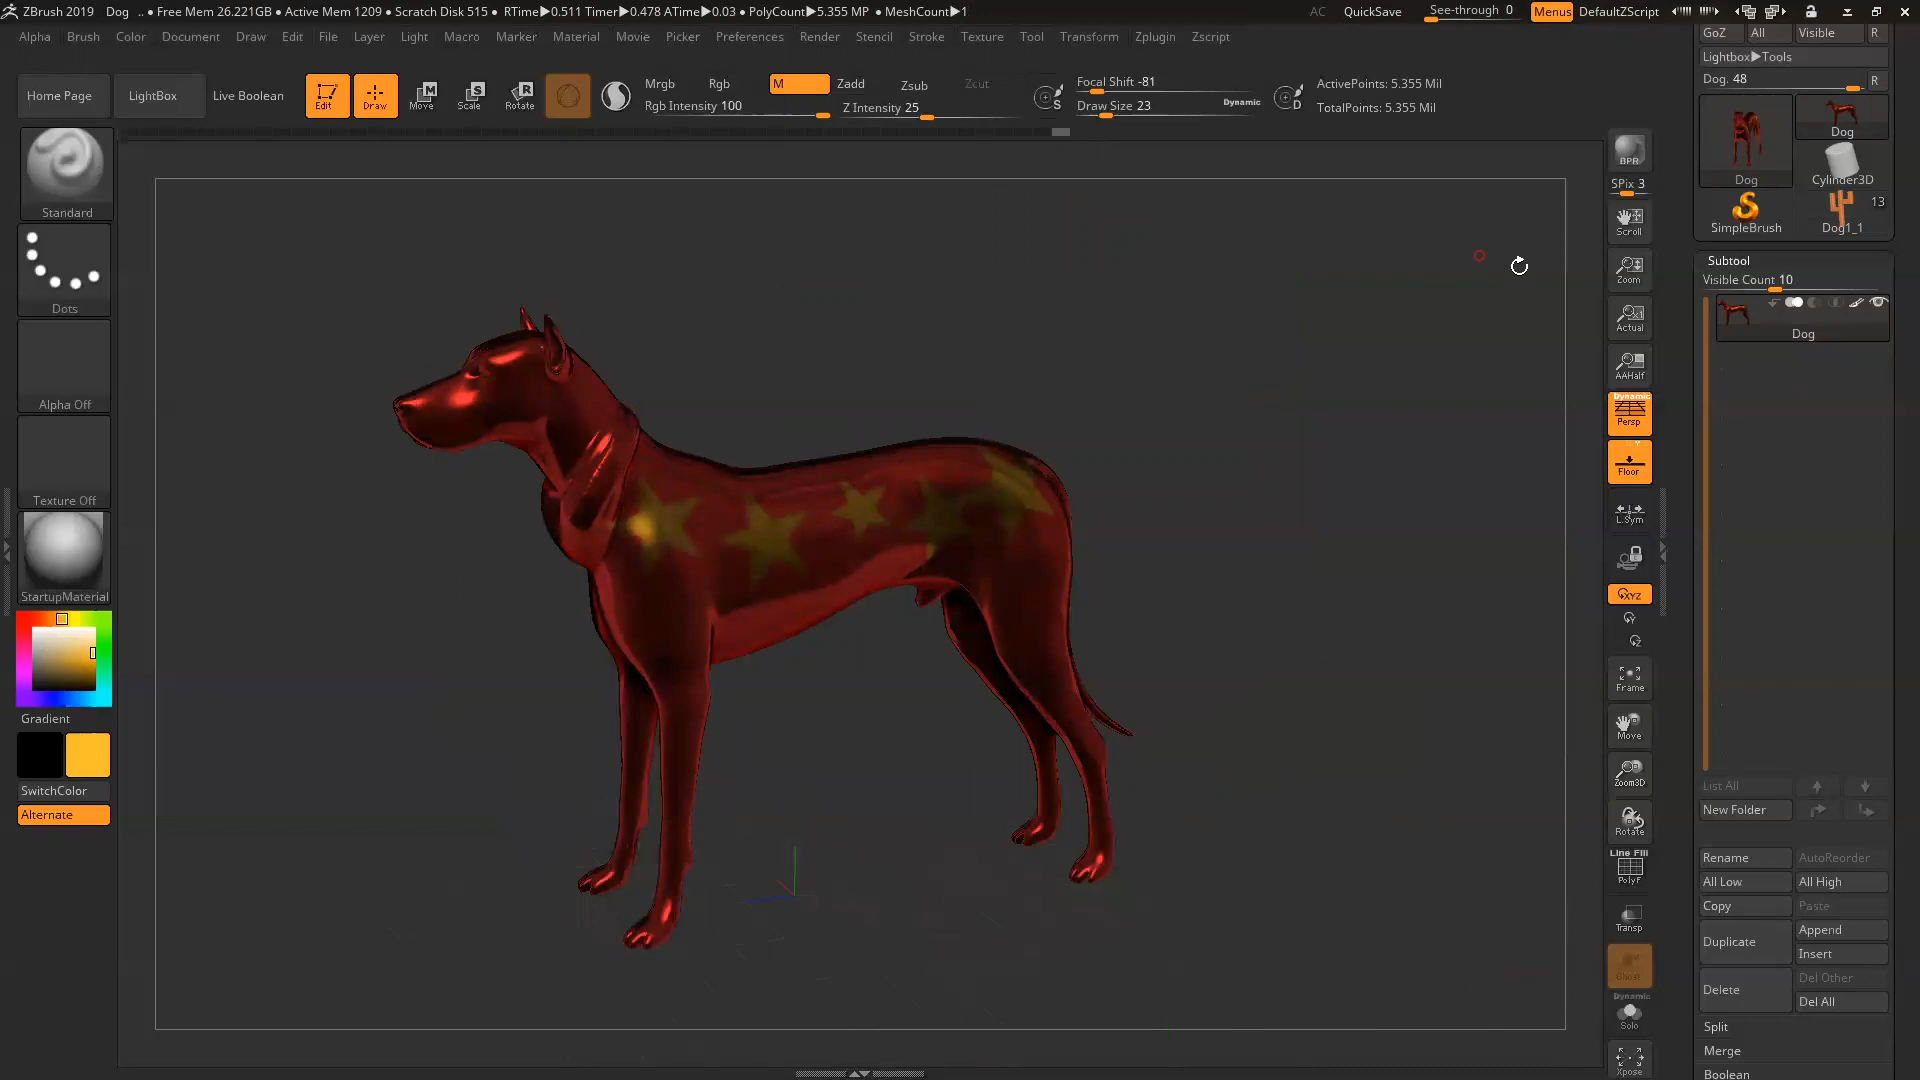 ZBrush 2019 Dog .. • Free Mem 26.221GB • Active Mem 1209 • Scratch Disk 515 • RTime▶0.511 Timer▶0.478 ATime▶0.03 • PolyCount▶5.355 MP • MeshCount▶1 AC QuickSave See-through 0 Menus DefaultZScript
Alpha Brush Color Document Draw Edit File Layer Light Macro Marker Material Movie Picker Preferences Render Stencil Stroke Texture Tool Transform Zplugin Zscript
GoZ All Visible R
Lightbox▶Tools
Dog. 48 R
Home Page LightBox Live Boolean Edit Draw Move Scale Rotate
Mrgb Rgb M Zadd Zsub Zcut
Rgb Intensity 100 Z Intensity 25
Focal Shift -81
Draw Size 23 Dynamic
S D
ActivePoints: 5.355 Mil
TotalPoints: 5.355 Mil
Standard
Dots
Alpha Off
Texture Off
StartupMaterial
Gradient
SwitchColor
Alternate
BPR
SPix 3
Scroll
Zoom
Actual
AAHalf
Dynamic
Persp
Floor
L.Sym
XYZ
Y
Z
Frame
Move
Zoom3D
Rotate
Line Fill
PolyF
Transp
Ghost
Dynamic
Solo
Xpose
Dog
Dog
Cylinder3D
SimpleBrush
13
Dog1_1
Subtool
Visible Count 10
Dog
List All
New Folder
Rename AutoReorder
All Low All High
Copy Paste
Duplicate Append
Insert
Delete Del Other
Del All
Split
Merge
Boolean